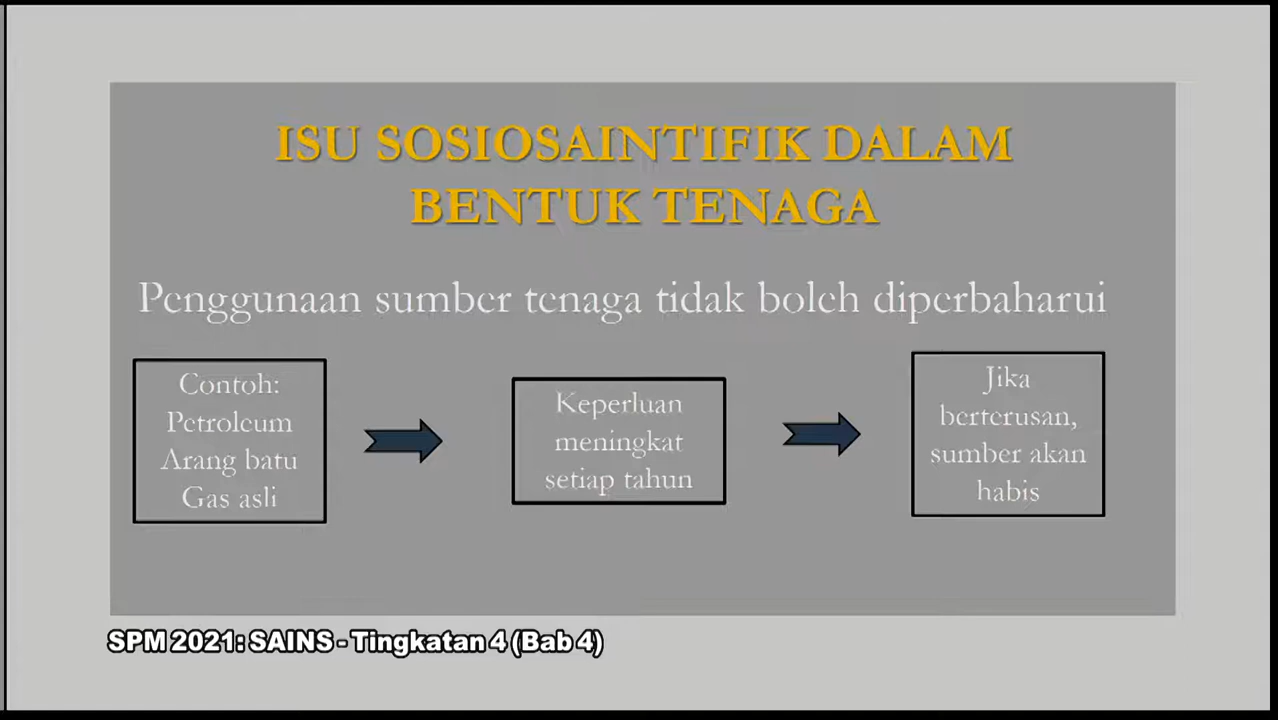 ISU SOSIOSAINTIFIK DALAM
BENTUK TENAGA
Penggunaan sumber tenaga tidak boleh diperbaharui
Contoh:
Petroleum
Arang batu
Gas asli
Keperluan
meningkat
setiap tahun
Jika
berterusan,
sumber akan
habis
SPM 2021: SAINS - Tingkatan 4 (Bab 4)